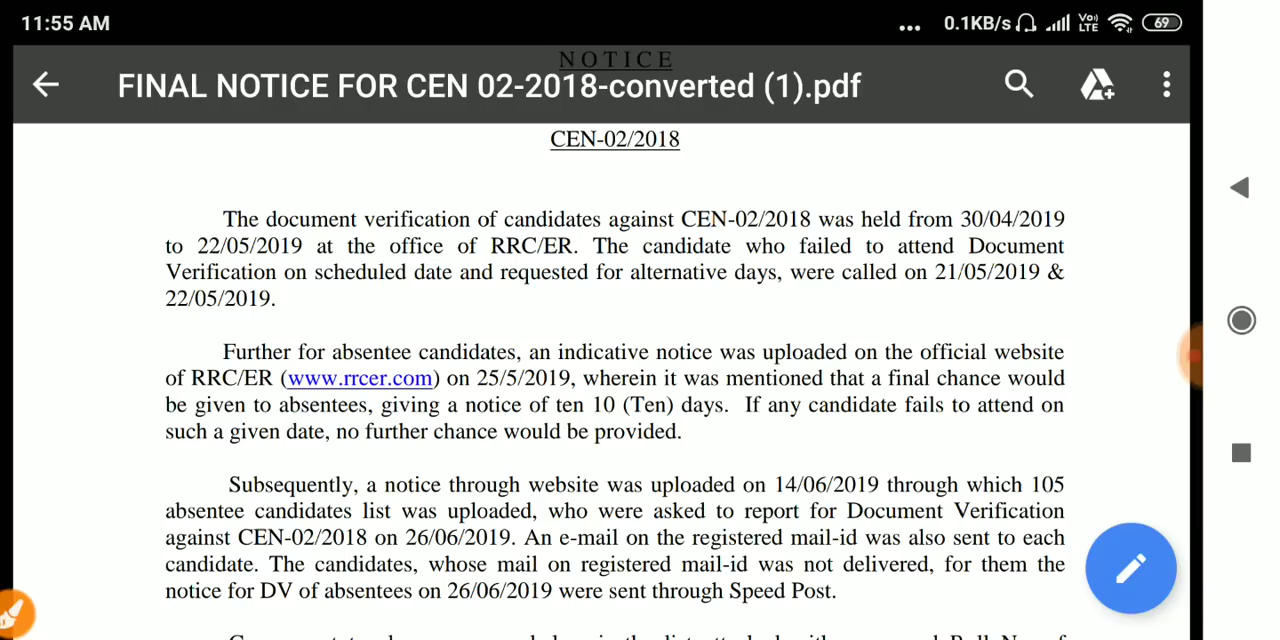 11:55 AM
... 0.1KB/s Vo) LTE 69
NOTICE
FINAL NOTICE FOR CEN 02-2018-converted (1).pdf
CEN-02/2018
The document verification of candidates against CEN-02/2018 was held from 30/04/2019
to 22/05/2019 at the office of RRC/ER. The candidate who failed to attend Document
Verification on scheduled date and requested for alternative days, were called on 21/05/2019 &
22/05/2019.
Further for absentee candidates, an indicative notice was uploaded on the official website
of RRC/ER (www.rrcer.com) on 25/5/2019, wherein it was mentioned that a final chance would
be given to absentees, giving a notice of ten 10 (Ten) days. If any candidate fails to attend on
such a given date, no further chance would be provided.
Subsequently, a notice through website was uploaded on 14/06/2019 through which 105
absentee candidates list was uploaded, who were asked to report for Document Verification
against CEN-02/2018 on 26/06/2019. An e-mail on the registered mail-id was also sent to each
candidate. The candidates, whose mail on registered mail-id was not delivered, for them the
notice for DV of absentees on 26/06/2019 were sent through Speed Post.